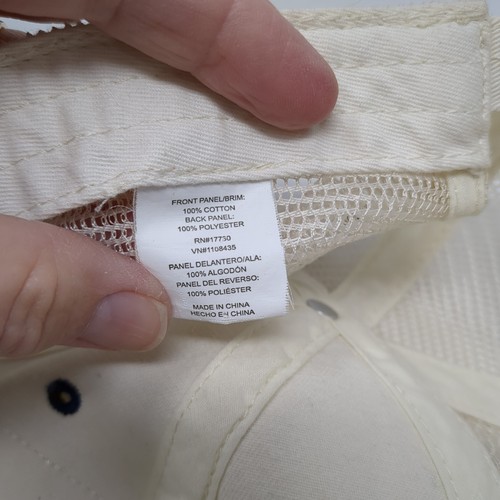 FRONT PANEL/BRIM:
100% COTTON
BACK PANEL:
100% POLYESTER
RN#17730
VN#1108435
PANEL DELANTERO/ALA:
100% ALGODÓN
PANEL DEL REVERSO:
100% POLIÉSTER
MADE IN CHINA
HECHO EN CHINA